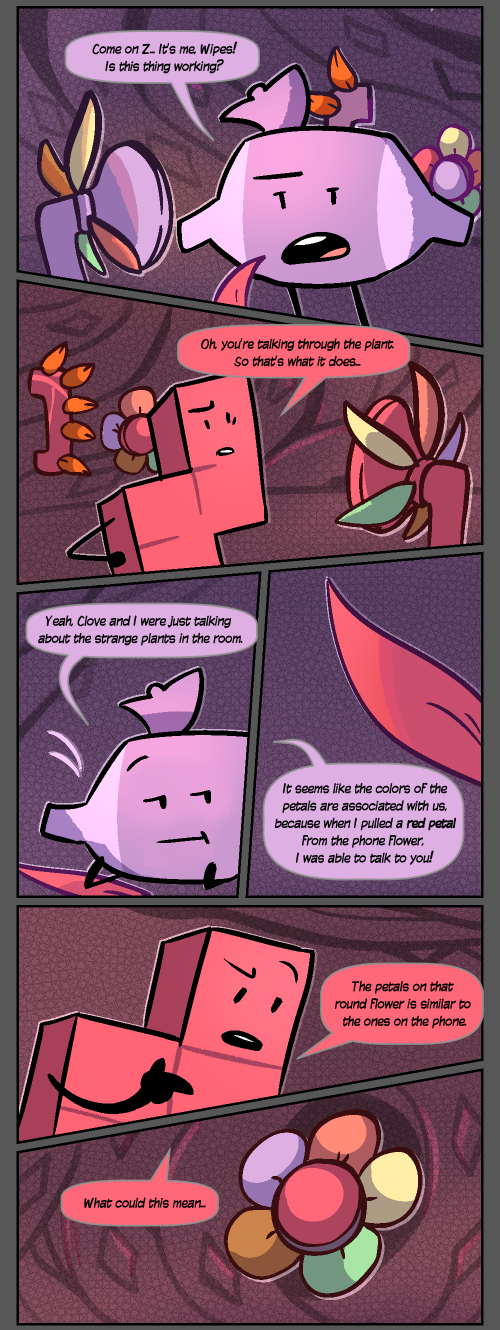 Come on Z... It's me, Wipes!
Is this thing working?
Oh, you're talking through the plant.
So that's what it does...
Yeah, Clove and I were just talking
about the strange plants in the room.
It seems like the colors of the
petals are associated with us,
because when I pulled a red petal
from the phone flower,
I was able to talk to you!
The petals on that
round flower is similar to
the ones on the phone.
What could this mean...